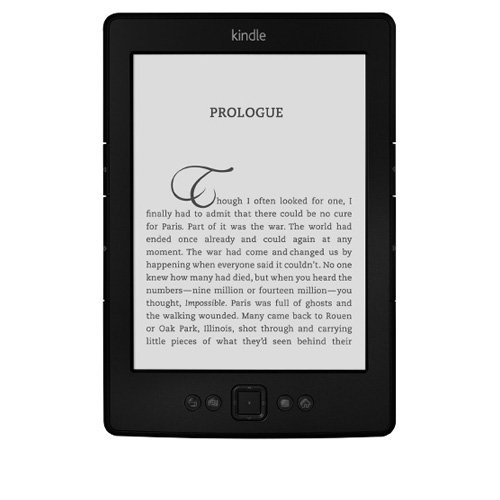 kindle
PROLOGUE
Though I often looked for one, I
finally had to admit that there could be no cure
for Paris. Part of it was the war. The world had
ended once already and could again at any
moment. The war had come and changed us by
happening when everyone said it couldn't. No one
knew how many had died, but when you heard the
numbers—nine million or fourteen million—you
thought, Impossible. Paris was full of ghosts and
the walking wounded. Many came back to Rouen
or Oak Park, Illinois, shot through and carrying
little pieces of what they'd seen behind their